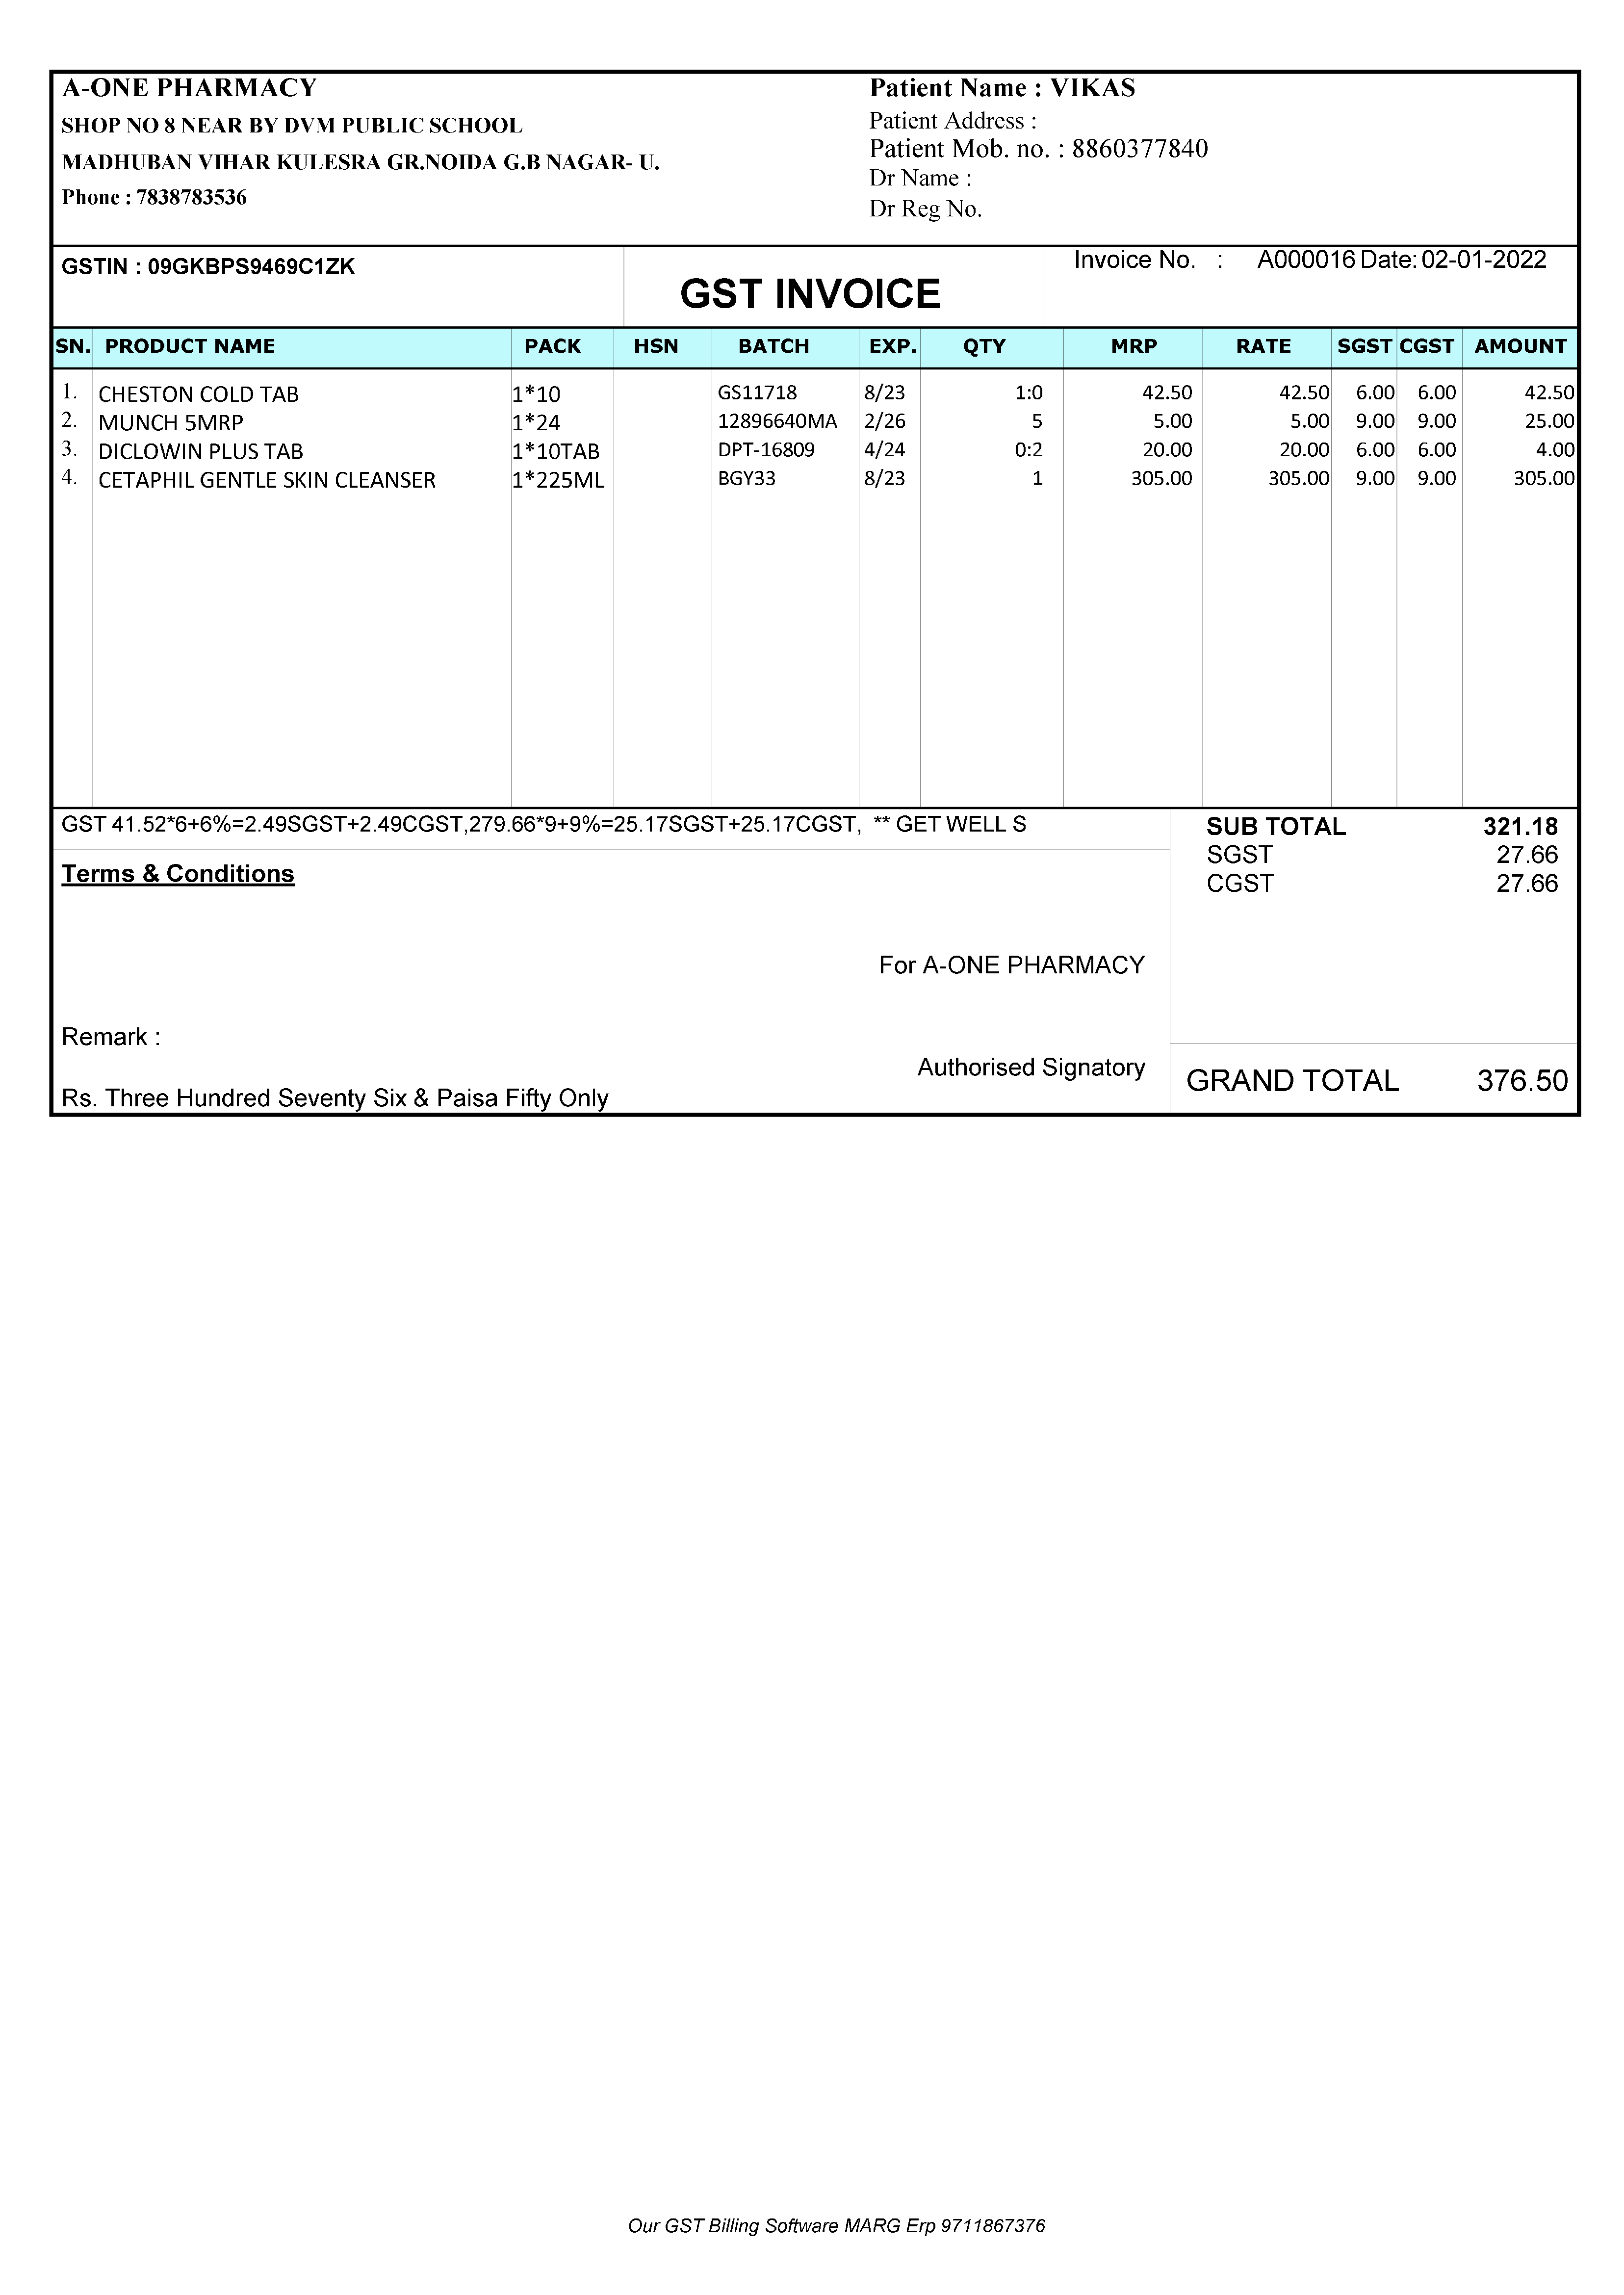 A-ONE PHARMACY
SHOP NO 8 NEAR BY DVM PUBLIC SCHOOL
MADHUBAN VIHAR KULESRA GR.NOIDA G.B NAGAR- U.
Phone : 7838783536
Patient Name : VIKAS
Patient Address :
Patient Mob. no. : 8860377840
Dr Name :
Dr Reg No.
GSTIN : 09GKBPS9469C1ZK
GST INVOICE
Invoice No. : A000016 Date: 02-01-2022
SN. PRODUCT NAME PACK HSN BATCH EXP. QTY MRP RATE SGST CGST AMOUNT
1. CHESTON COLD TAB 1*10 GS11718 8/23 1:0 42.50 42.50 6.00 6.00 42.50
2. MUNCH 5MRP 1*24 12896640MA 2/26 5 5.00 5.00 9.00 9.00 25.00
3. DICLOWIN PLUS TAB 1*10TAB DPT-16809 4/24 0:2 20.00 20.00 6.00 6.00 4.00
4. CETAPHIL GENTLE SKIN CLEANSER 1*225ML BGY33 8/23 1 305.00 305.00 9.00 9.00 305.00
GST 41.52*6+6%=2.49SGST+2.49CGST,279.66*9+9%=25.17SGST+25.17CGST, ** GET WELL S
SUB TOTAL 321.18
SGST 27.66
CGST 27.66
Terms & Conditions
For A-ONE PHARMACY
Remark :
Authorised Signatory
GRAND TOTAL 376.50
Rs. Three Hundred Seventy Six & Paisa Fifty Only
Our GST Billing Software MARG Erp 9711867376